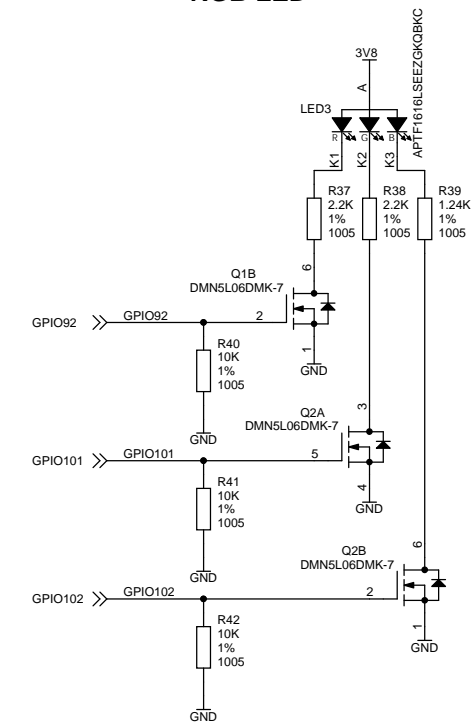 3V8
A
APTF1616LSEEZGKQBKC
LED3
R
G
B
K1
K2
K3
R37
2.2K
1%
1005
R38
2.2K
1%
1005
R39
1.24K
1%
1005
6
Q1B
DMN5L06DMK-7
GPIO92
GPIO92
2
1
GND
R40
10K
1%
1005
GND
3
Q2A
DMN5L06DMK-7
GPIO101
GPIO101
5
4
GND
R41
10K
1%
1005
GND
6
Q2B
DMN5L06DMK-7
GPIO102
GPIO102
2
1
GND
R42
10K
1%
1005
GND